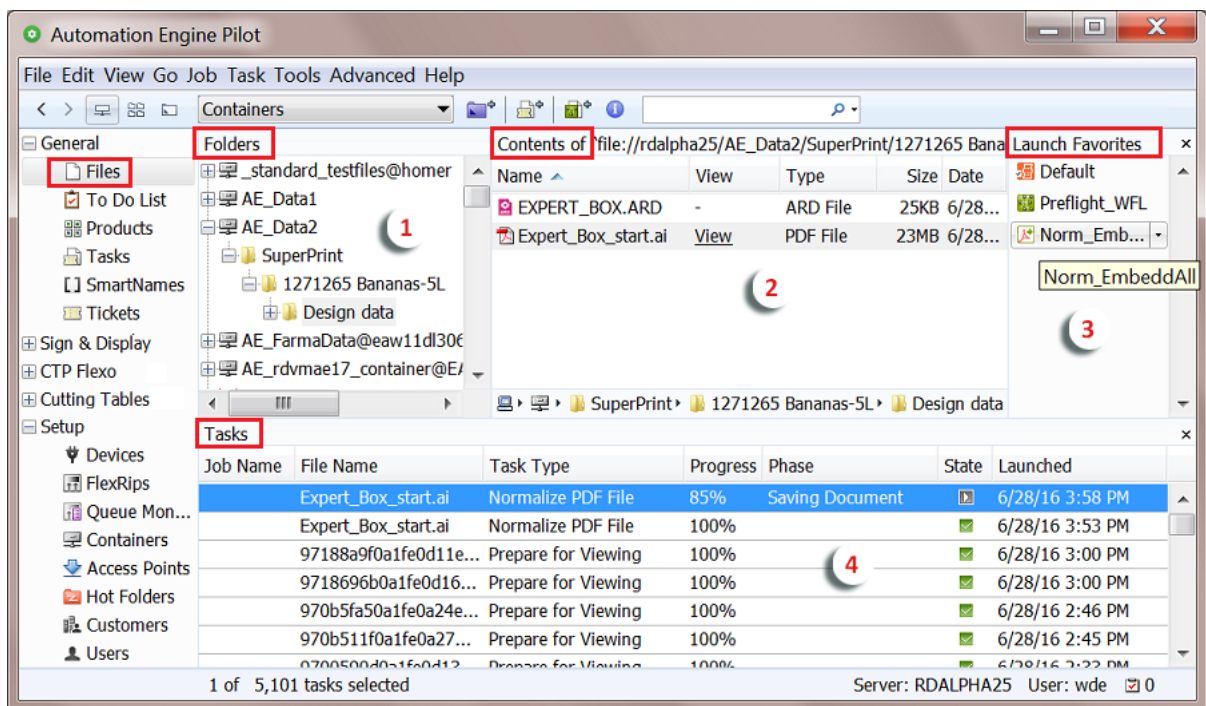 Automation Engine Pilot
File Edit View Go Job Task Tools Advanced Help
Containers
General
Files
To Do List
Products
Tasks
[] SmartNames
Tickets
Sign & Display
CTP Flexo
Cutting Tables
Setup
Devices
FlexRips
Queue Mon...
Containers
Access Points
Hot Folders
Customers
Users
Folders
_standard_testfiles@homer
AE_Data1
AE_Data2
SuperPrint
1271265 Bananas-5L
Design data
AE_FarmaData@eaw11dl306
AE_rdvmae17_container@EA
1
Contents of 'file://rdalpha25/AE_Data2/SuperPrint/1271265 Bana
Name View Type Size Date
EXPERT_BOX.ARD - ARD File 25KB 6/28...
Expert_Box_start.ai View PDF File 23MB 6/28...
2
SuperPrint 1271265 Bananas-5L Design data
Launch Favorites x
Default
Preflight_WFL
Norm_Emb...
Norm_EmbeddAll
3
Tasks x
Job Name File Name Task Type Progress Phase State Launched
Expert_Box_start.ai Normalize PDF File 85% Saving Document 6/28/16 3:58 PM
Expert_Box_start.ai Normalize PDF File 100% 6/28/16 3:53 PM
97188a9f0a1fe0d11e... Prepare for Viewing 100% 6/28/16 3:00 PM
9718696b0a1fe0d16... Prepare for Viewing 100% 6/28/16 3:00 PM
970b5fa50a1fe0a24e... Prepare for Viewing 100% 6/28/16 2:46 PM
970b511f0a1fe0a27... Prepare for Viewing 100% 6/28/16 2:45 PM
Prepare for Viewing 100% 6/28/16 2:33 PM
4
1 of 5,101 tasks selected
Server: RDALPHA25 User: wde 0